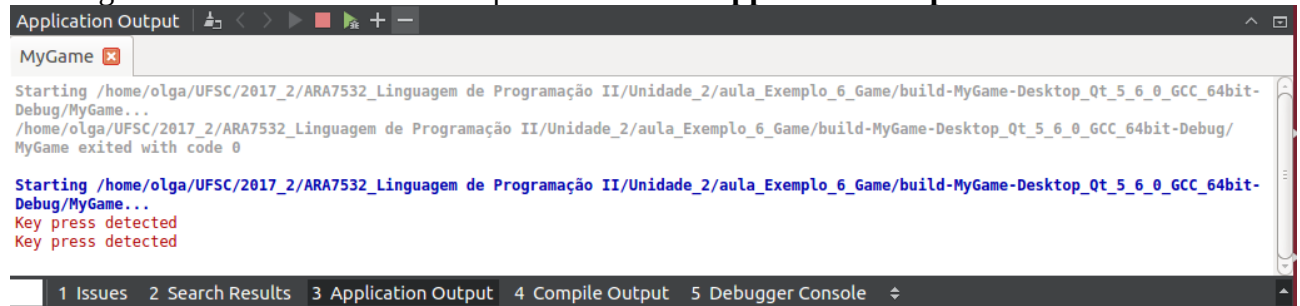 Application Output
MyGame
Starting /home/olga/UFSC/2017_2/ARA7532_Linguagem de Programação II/Unidade_2/aula_Exemplo_6_Game/build-MyGame-Desktop_Qt_5_6_0_GCC_64bit-
Debug/MyGame...
/home/olga/UFSC/2017_2/ARA7532_Linguagem de Programação II/Unidade_2/aula_Exemplo_6_Game/build-MyGame-Desktop_Qt_5_6_0_GCC_64bit-Debug/
MyGame exited with code 0
Starting /home/olga/UFSC/2017_2/ARA7532_Linguagem de Programação II/Unidade_2/aula_Exemplo_6_Game/build-MyGame-Desktop_Qt_5_6_0_GCC_64bit-
Debug/MyGame...
Key press detected
Key press detected
1 Issues 2 Search Results 3 Application Output 4 Compile Output 5 Debugger Console